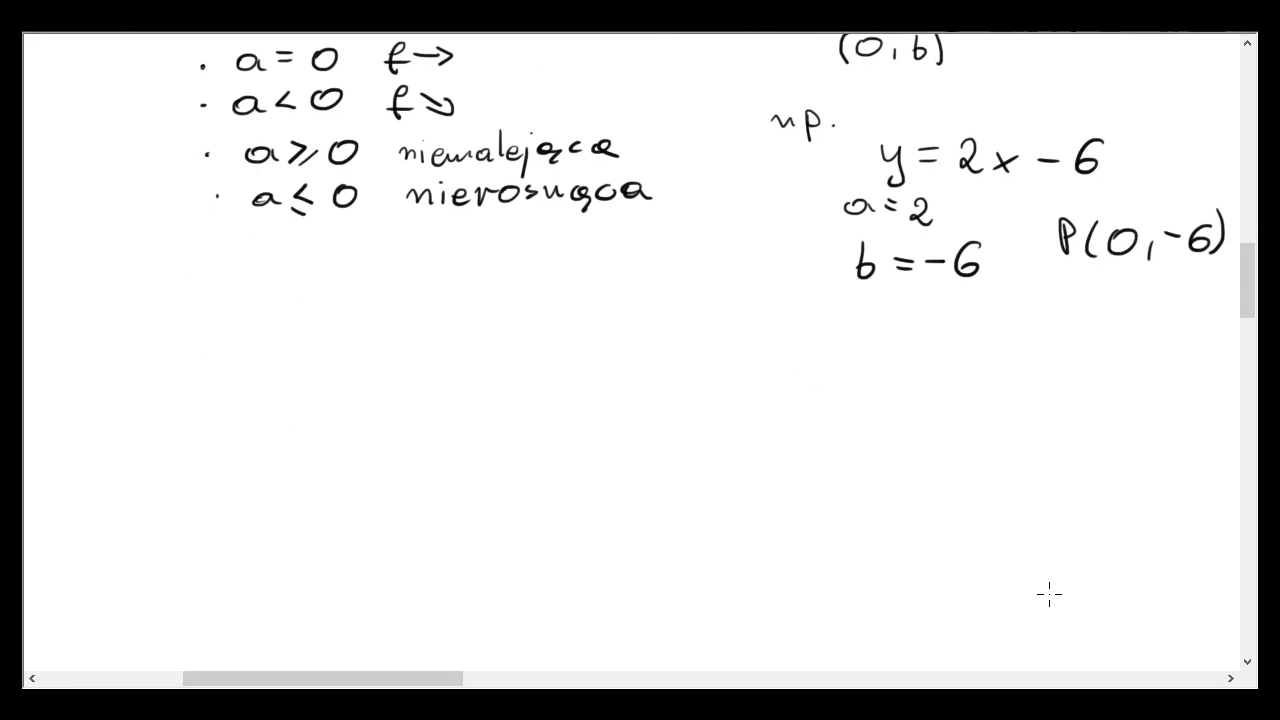 · a = 0 f →
· a < 0 f ↘
· a ⩾ 0 niemalejąca
· a ≤ 0 nierosnąca
(0, b)
np.
y = 2x - 6
a = 2
b = -6
P(0, -6)